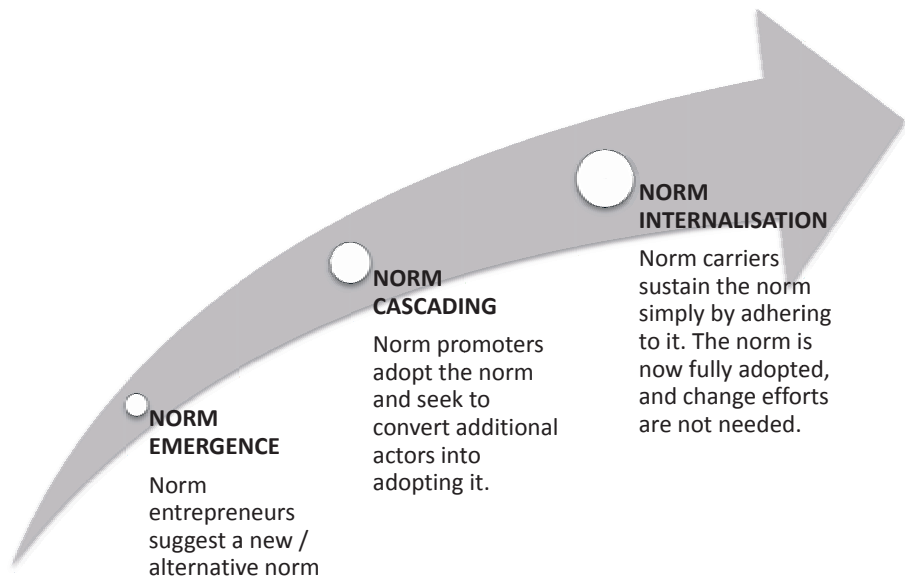 NORM
EMERGENCE
Norm
entrepreneurs
suggest a new /
alternative norm
NORM
CASCADING
Norm promoters
adopt the norm
and seek to
convert additional
actors into
adopting it.
NORM
INTERNALISATION
Norm carriers
sustain the norm
simply by adhering
to it. The norm is
now fully adopted,
and change efforts
are not needed.